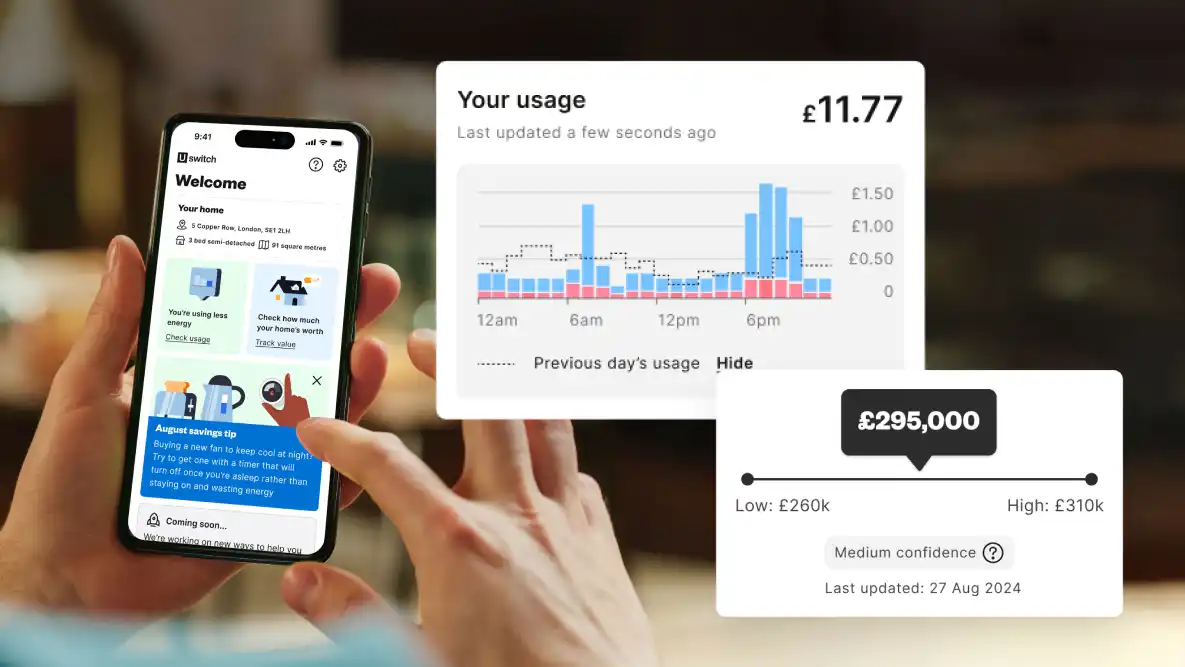 9:41
Uswitch
Welcome
Your home
5 Copper Row, London, SE1 2LH
3 bed semi-detached 91 square metres
You're using less
energy
Check usage
Check how much
your home's worth
Track value
August savings tip
Buying a new fan to keep cool at night?
Try to get one with a timer that will
turn off once you're asleep rather than
staying on and wasting energy
Coming soon...
We're working on new ways to help you
Your usage
£11.77
Last updated a few seconds ago
£1.50
£1.00
£0.50
0
12am 6am 12pm 6pm
Previous day's usage Hide
£295,000
Low: £260k High: £310k
Medium confidence ?
Last updated: 27 Aug 2024